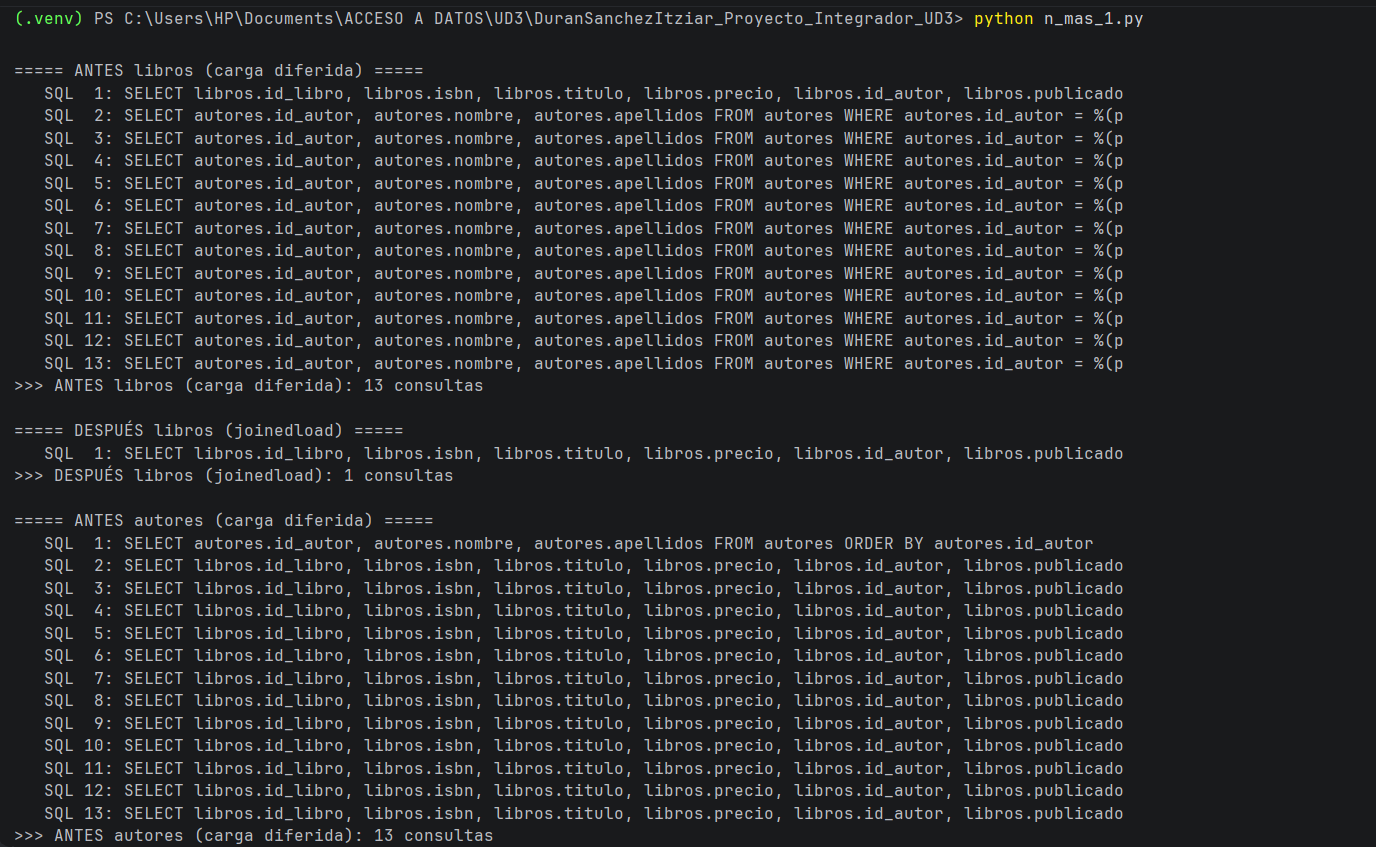 (.venv) PS C:\Users\HP\Documents\ACCESO A DATOS\UD3\DuranSanchezItziar_Proyecto_Integrador_UD3> python n_mas_1.py
===== ANTES libros (carga diferida) =====
SQL  1: SELECT libros.id_libro, libros.isbn, libros.titulo, libros.precio, libros.id_autor, libros.publicado
SQL  2: SELECT autores.id_autor, autores.nombre, autores.apellidos FROM autores WHERE autores.id_autor = %(p
SQL  3: SELECT autores.id_autor, autores.nombre, autores.apellidos FROM autores WHERE autores.id_autor = %(p
SQL  4: SELECT autores.id_autor, autores.nombre, autores.apellidos FROM autores WHERE autores.id_autor = %(p
SQL  5: SELECT autores.id_autor, autores.nombre, autores.apellidos FROM autores WHERE autores.id_autor = %(p
SQL  6: SELECT autores.id_autor, autores.nombre, autores.apellidos FROM autores WHERE autores.id_autor = %(p
SQL  7: SELECT autores.id_autor, autores.nombre, autores.apellidos FROM autores WHERE autores.id_autor = %(p
SQL  8: SELECT autores.id_autor, autores.nombre, autores.apellidos FROM autores WHERE autores.id_autor = %(p
SQL  9: SELECT autores.id_autor, autores.nombre, autores.apellidos FROM autores WHERE autores.id_autor = %(p
SQL 10: SELECT autores.id_autor, autores.nombre, autores.apellidos FROM autores WHERE autores.id_autor = %(p
SQL 11: SELECT autores.id_autor, autores.nombre, autores.apellidos FROM autores WHERE autores.id_autor = %(p
SQL 12: SELECT autores.id_autor, autores.nombre, autores.apellidos FROM autores WHERE autores.id_autor = %(p
SQL 13: SELECT autores.id_autor, autores.nombre, autores.apellidos FROM autores WHERE autores.id_autor = %(p
>>> ANTES libros (carga diferida): 13 consultas
===== DESPUÉS libros (joinedload) =====
SQL  1: SELECT libros.id_libro, libros.isbn, libros.titulo, libros.precio, libros.id_autor, libros.publicado
>>> DESPUÉS libros (joinedload): 1 consultas
===== ANTES autores (carga diferida) =====
SQL  1: SELECT autores.id_autor, autores.nombre, autores.apellidos FROM autores ORDER BY autores.id_autor
SQL  2: SELECT libros.id_libro, libros.isbn, libros.titulo, libros.precio, libros.id_autor, libros.publicado
SQL  3: SELECT libros.id_libro, libros.isbn, libros.titulo, libros.precio, libros.id_autor, libros.publicado
SQL  4: SELECT libros.id_libro, libros.isbn, libros.titulo, libros.precio, libros.id_autor, libros.publicado
SQL  5: SELECT libros.id_libro, libros.isbn, libros.titulo, libros.precio, libros.id_autor, libros.publicado
SQL  6: SELECT libros.id_libro, libros.isbn, libros.titulo, libros.precio, libros.id_autor, libros.publicado
SQL  7: SELECT libros.id_libro, libros.isbn, libros.titulo, libros.precio, libros.id_autor, libros.publicado
SQL  8: SELECT libros.id_libro, libros.isbn, libros.titulo, libros.precio, libros.id_autor, libros.publicado
SQL  9: SELECT libros.id_libro, libros.isbn, libros.titulo, libros.precio, libros.id_autor, libros.publicado
SQL 10: SELECT libros.id_libro, libros.isbn, libros.titulo, libros.precio, libros.id_autor, libros.publicado
SQL 11: SELECT libros.id_libro, libros.isbn, libros.titulo, libros.precio, libros.id_autor, libros.publicado
SQL 12: SELECT libros.id_libro, libros.isbn, libros.titulo, libros.precio, libros.id_autor, libros.publicado
SQL 13: SELECT libros.id_libro, libros.isbn, libros.titulo, libros.precio, libros.id_autor, libros.publicado
>>> ANTES autores (carga diferida): 13 consultas